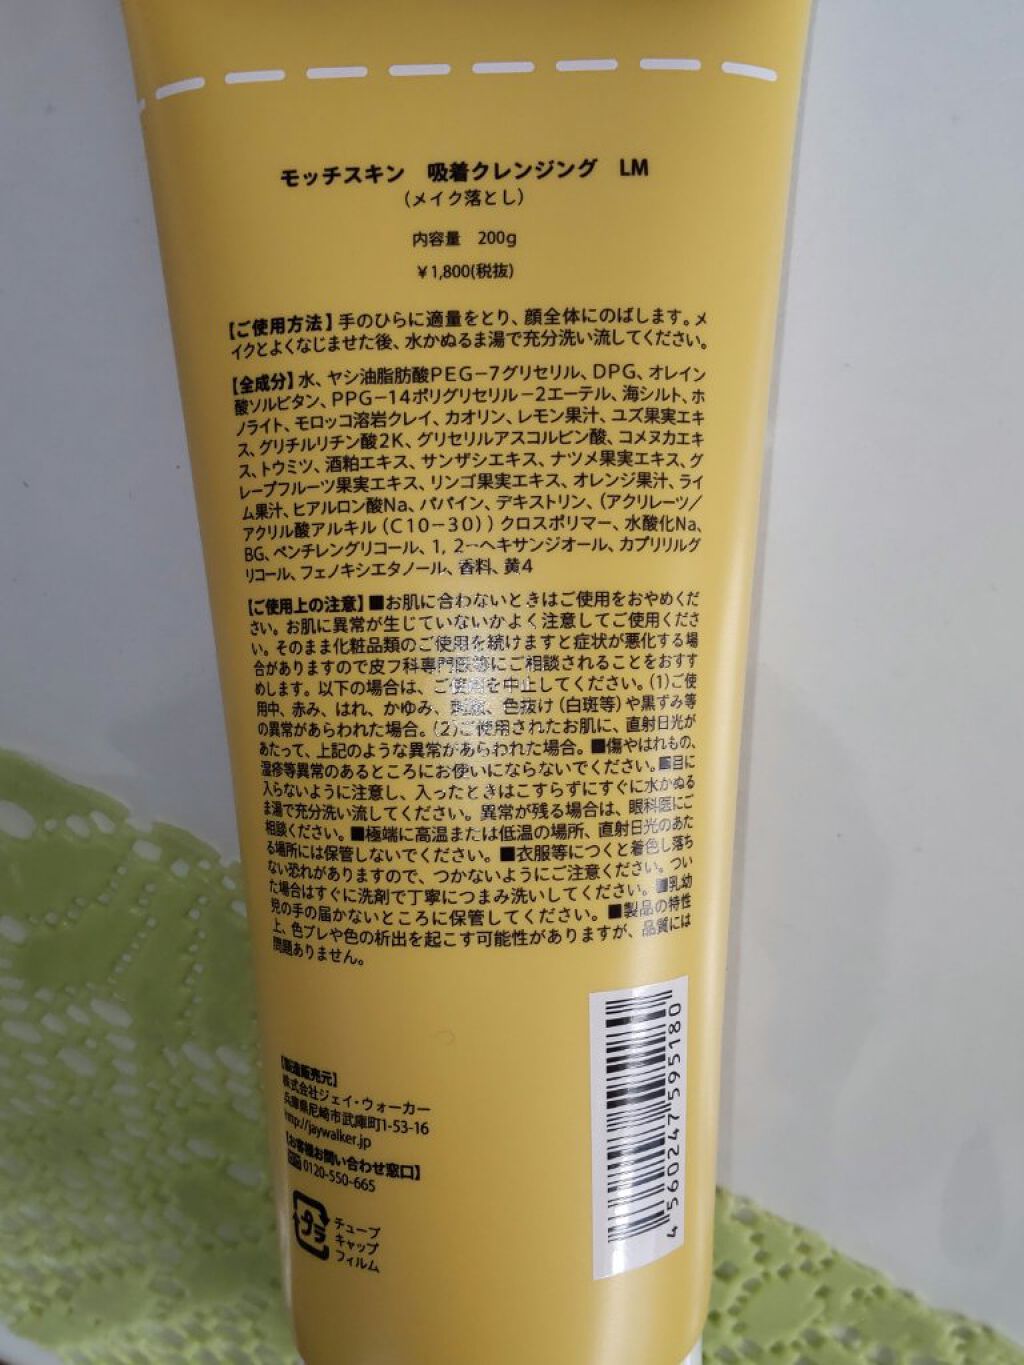 モッチスキン 吸着クレンジング LM
（メイク落とし）
内容量 200g
¥1,800(税抜)
【ご使用方法】手のひらに適量をとり、顔全体にのばします。メ
イクとよくなじませた後、水かぬるま湯で充分洗い流してください。
【全成分】水、ヤシ油脂肪酸PEG-7グリセリル、DPG、オレイン
酸ソルビタン、PPG-14ポリグリセリル-2エーテル、海シルト、ホ
ノライト、モロッコ溶岩クレイ、カオリン、レモン果汁、ユズ果実エキ
ス、グリチルリチン酸2K、グリセリルアスコルビン酸、コメヌカエキ
ス、トウミツ、酒粕エキス、サンザシエキス、ナツメ果実エキス、グ
レープフルーツ果実エキス、リンゴ果実エキス、オレンジ果汁、ライ
ム果汁、ヒアルロン酸Na、パパイン、デキストリン、（アクリレーツ／
アクリル酸アルキル（C10-30））クロスポリマー、水酸化Na、
BG、ペンチレングリコール、1，2-ヘキサンジオール、カプリリルグ
リコール、フェノキシエタノール、香料、黄4
【ご使用上の注意】■お肌に合わないときはご使用をおやめくだ
さい。お肌に異常が生じていないかよく注意してご使用くださ
い。そのまま化粧品類のご使用を続けますと症状が悪化する場
合がありますので皮フ科専門医等にご相談されることをおすす
めします。以下の場合は、ご使用を中止してください。（1）ご使
用中、赤み、はれ、かゆみ、刺激、色抜け（白斑等）や黒ずみ等
の異常があらわれた場合。（2）ご使用されたお肌に、直射日光が
あたって、上記のような異常があらわれた場合。■傷やはれもの、
湿疹等異常のあるところにお使いにならないでください。■目に
入らないように注意し、入ったときはこすらずにすぐに水かぬる
ま湯で充分洗い流してください。異常が残る場合は、眼科医にご
相談ください。■極端に高温または低温の場所、直射日光のあた
る場所には保管しないでください。■衣服等につくと着色し落ち
ない恐れがありますので、つかないようにご注意ください。つい
た場合はすぐに洗剤で丁寧につまみ洗いしてください。■乳幼
児の手の届かないところに保管してください。■製品の特性
上、色ブレや色の析出を起こす可能性がありますが、品質には
問題ありません。
【製造販売元】
株式会社ジェイ・ウォーカー
兵庫県尼崎市武庫町1-53-16
http://jaywalker.jp
【お客様お問い合わせ窓口】
0120-550-665
プラ
チューブ
キャップ
フィルム
4560247595180